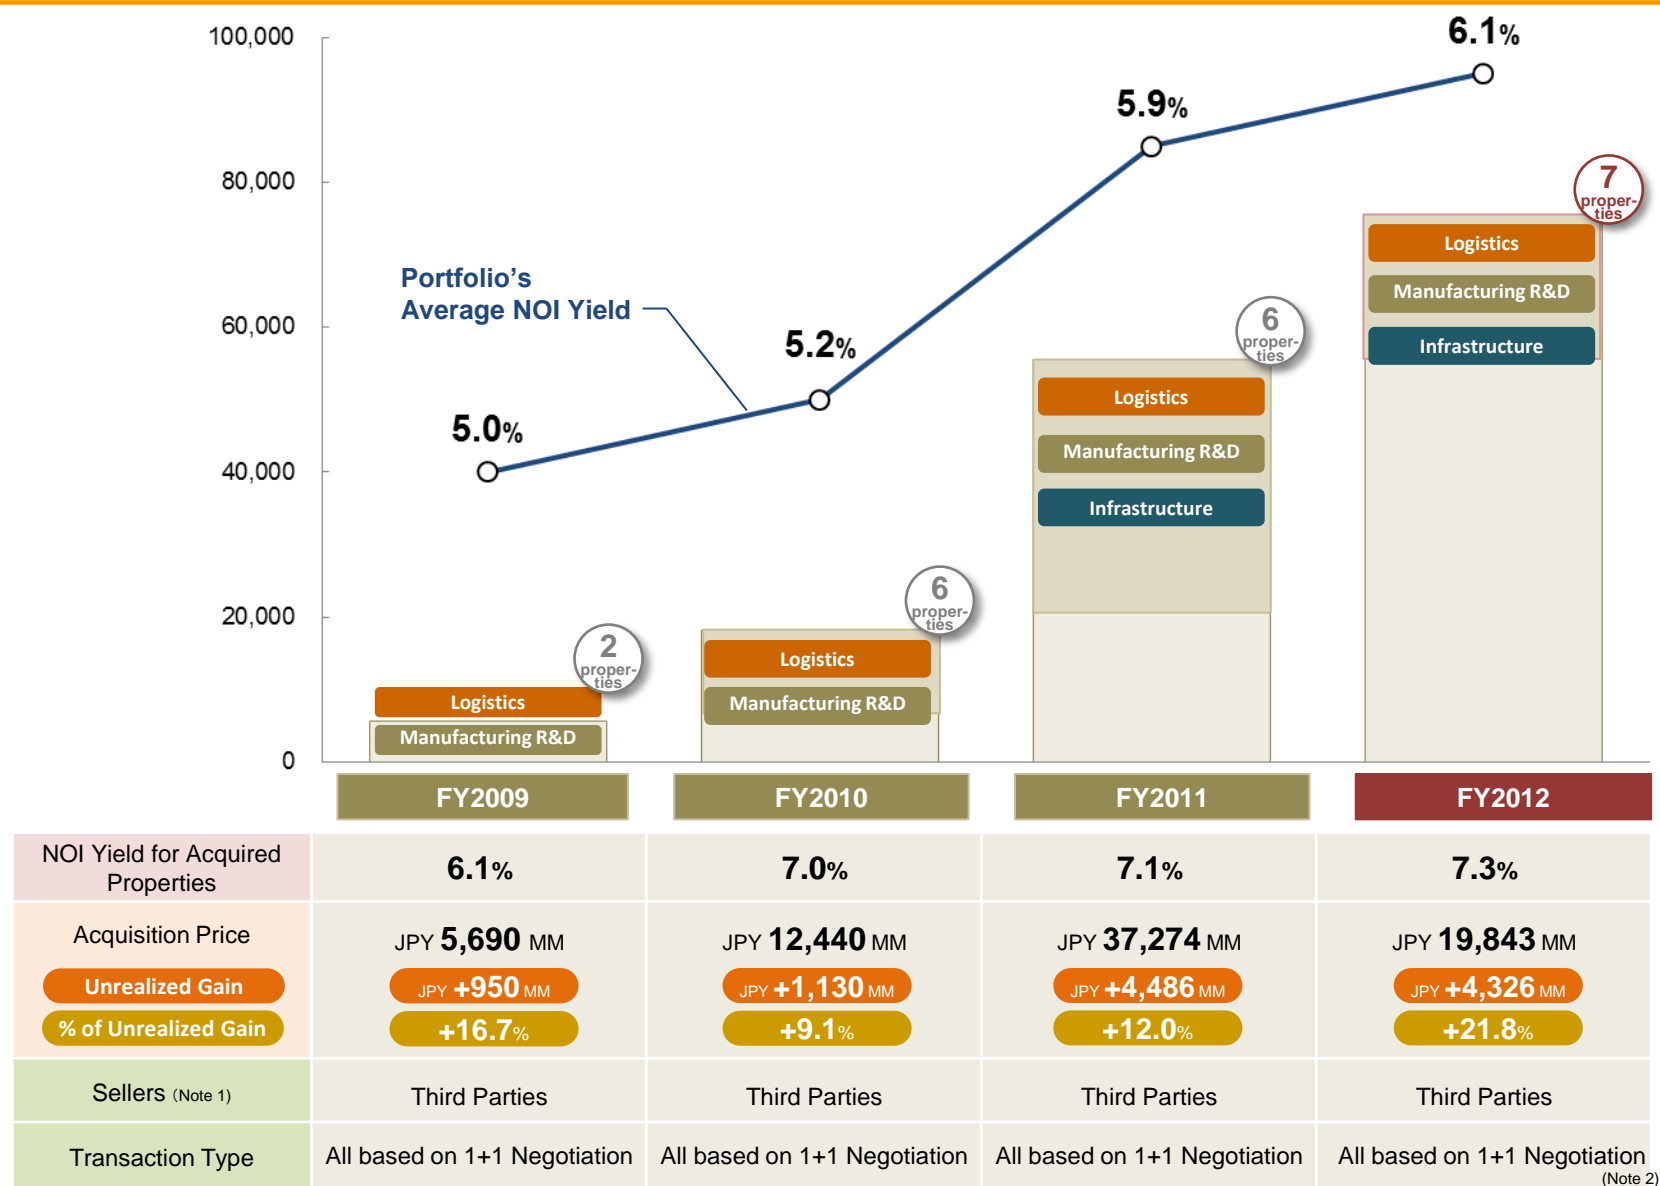 100,000
80,000
60,000
40,000
20,000
0
Portfolio's
Average NOI Yield
5.0%
5.2%
5.9%
6.1%
2
proper-
ties
Logistics
Manufacturing R&D
6
proper-
ties
Logistics
Manufacturing R&D
6
proper-
ties
Logistics
Manufacturing R&D
Infrastructure
7
proper-
ties
Logistics
Manufacturing R&D
Infrastructure
FY2009 FY2010 FY2011 FY2012
NOI Yield for Acquired
Properties
6.1% 7.0% 7.1% 7.3%
Acquisition Price JPY 5,690 MM JPY 12,440 MM JPY 37,274 MM JPY 19,843 MM
Unrealized Gain JPY +950 MM JPY +1,130 MM JPY +4,486 MM JPY +4,326 MM
% of Unrealized Gain +16.7% +9.1% +12.0% +21.8%
Sellers (Note 1) Third Parties Third Parties Third Parties Third Parties
Transaction Type All based on 1+1 Negotiation All based on 1+1 Negotiation All based on 1+1 Negotiation All based on 1+1 Negotiation
(Note 2)